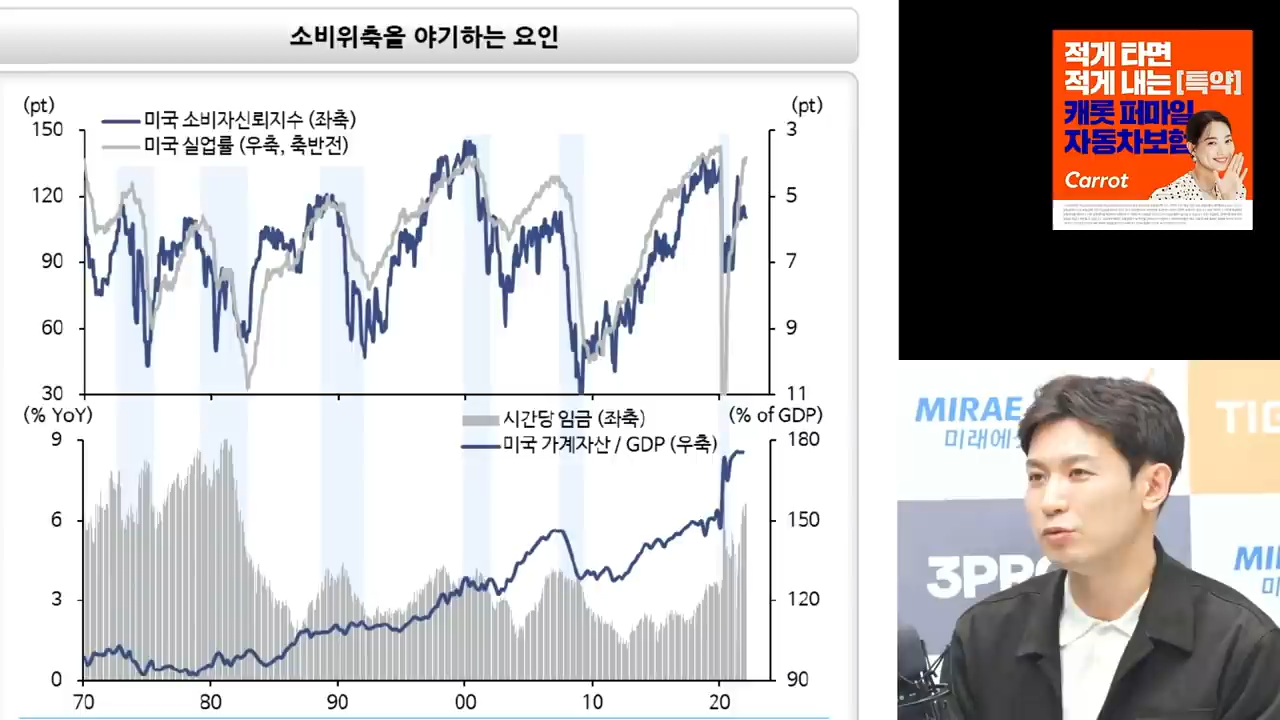 소비위축을 야기하는 요인
(pt)
(pt)
미국 소비자신뢰지수 (좌축)
미국 실업률 (우축, 축반전)
150
120
90
60
30
3
5
7
9
11
(% YoY)
(% of GDP)
시간당 임금 (좌축)
미국 가계자산 / GDP (우축)
9
6
3
0
180
150
120
90
70
80
90
00
10
20
적게 타면
적게 내는 [특약]
캐롯 퍼마일
자동차보험
Carrot
MIRAE
미래에
TIG
3PR
MI
미